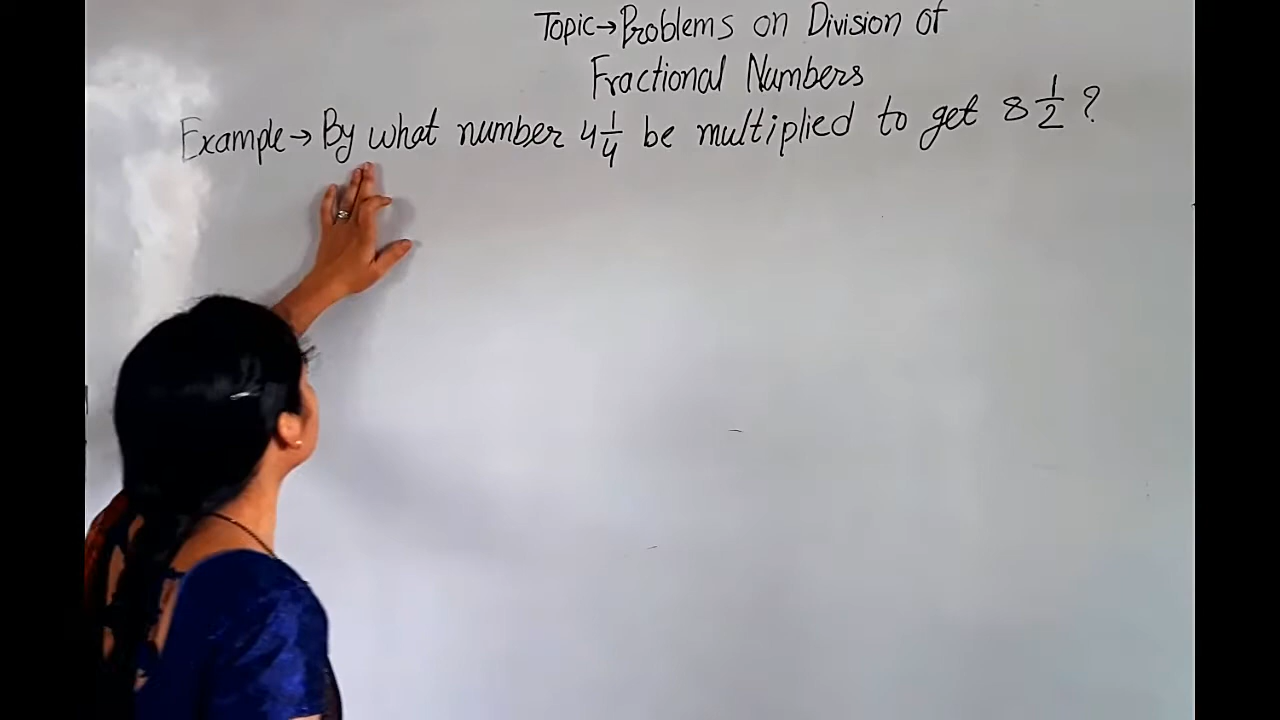 Topic→Problems on Division of
Fractional Numbers
Example→ By what number 4 1/4 be multiplied to get 8 1/2 ?